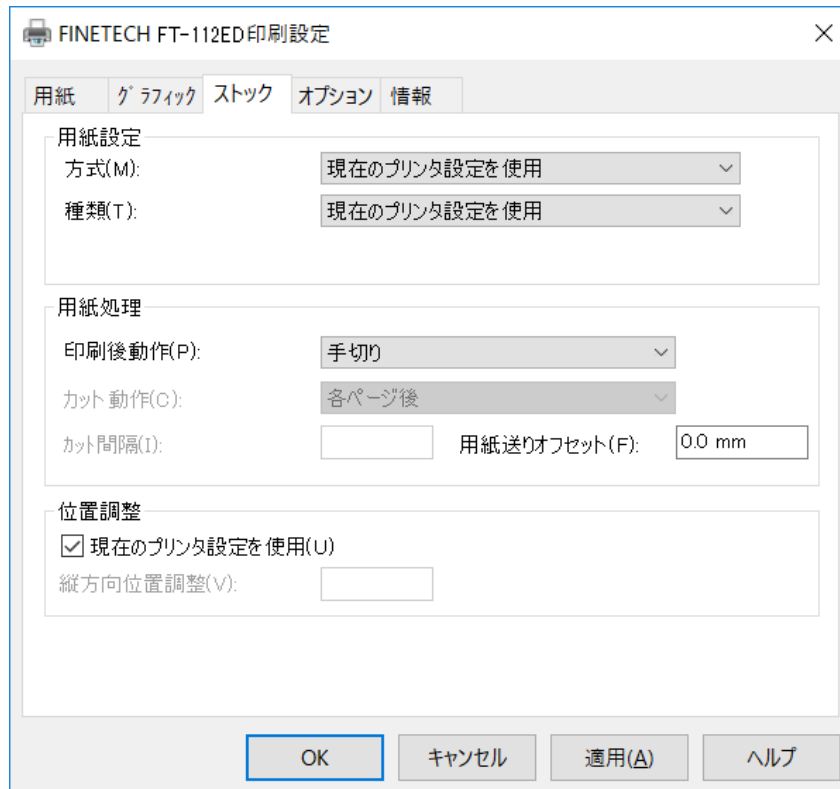 FINETECH FT-112ED印刷設定
用紙 グラフィック ストック オプション 情報
用紙設定
方式(M): 現在のプリンタ設定を使用
種類(T): 現在のプリンタ設定を使用
用紙処理
印刷後動作(P): 手切り
カット動作(C): 各ページ後
カット間隔(I): 用紙送りオフセット(F): 0.0 mm
位置調整
現在のプリンタ設定を使用(U)
縦方向位置調整(V):
OK キャンセル 適用(A) ヘルプ